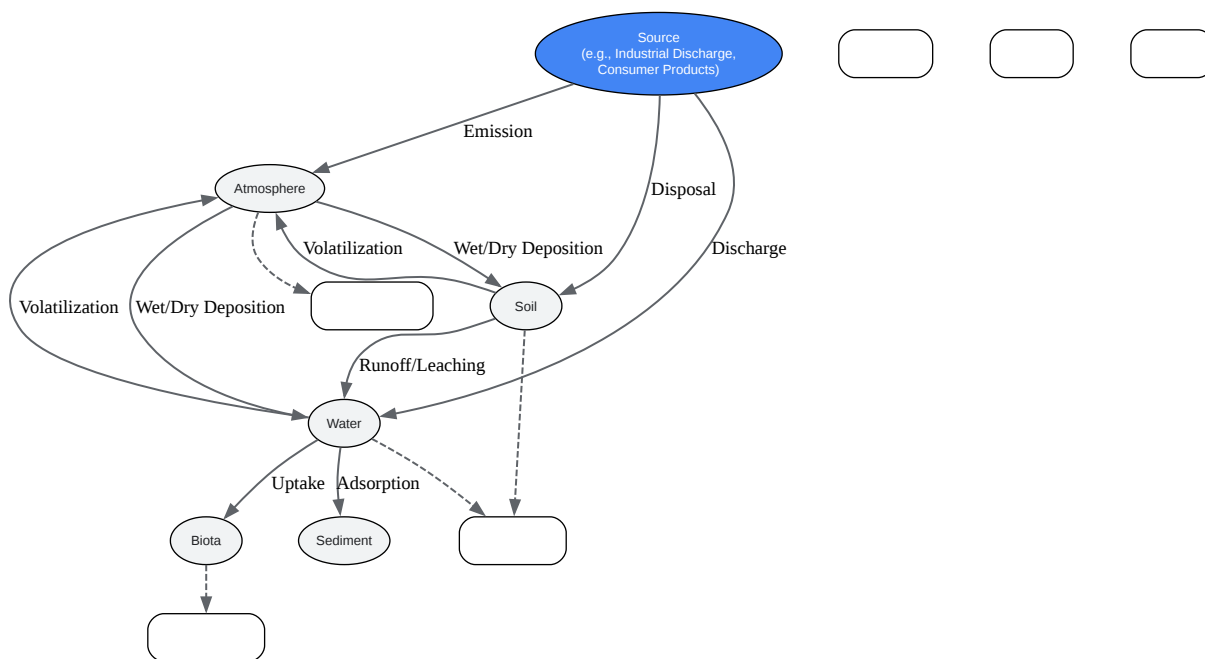 Source
(e.g., Industrial Discharge,
Consumer Products)
Emission
Atmosphere
Disposal
Volatilization
Wet/Dry Deposition
Discharge
Volatilization
Wet/Dry Deposition
Soil
Runoff/Leaching
Water
Uptake
Adsorption
Biota
Sediment